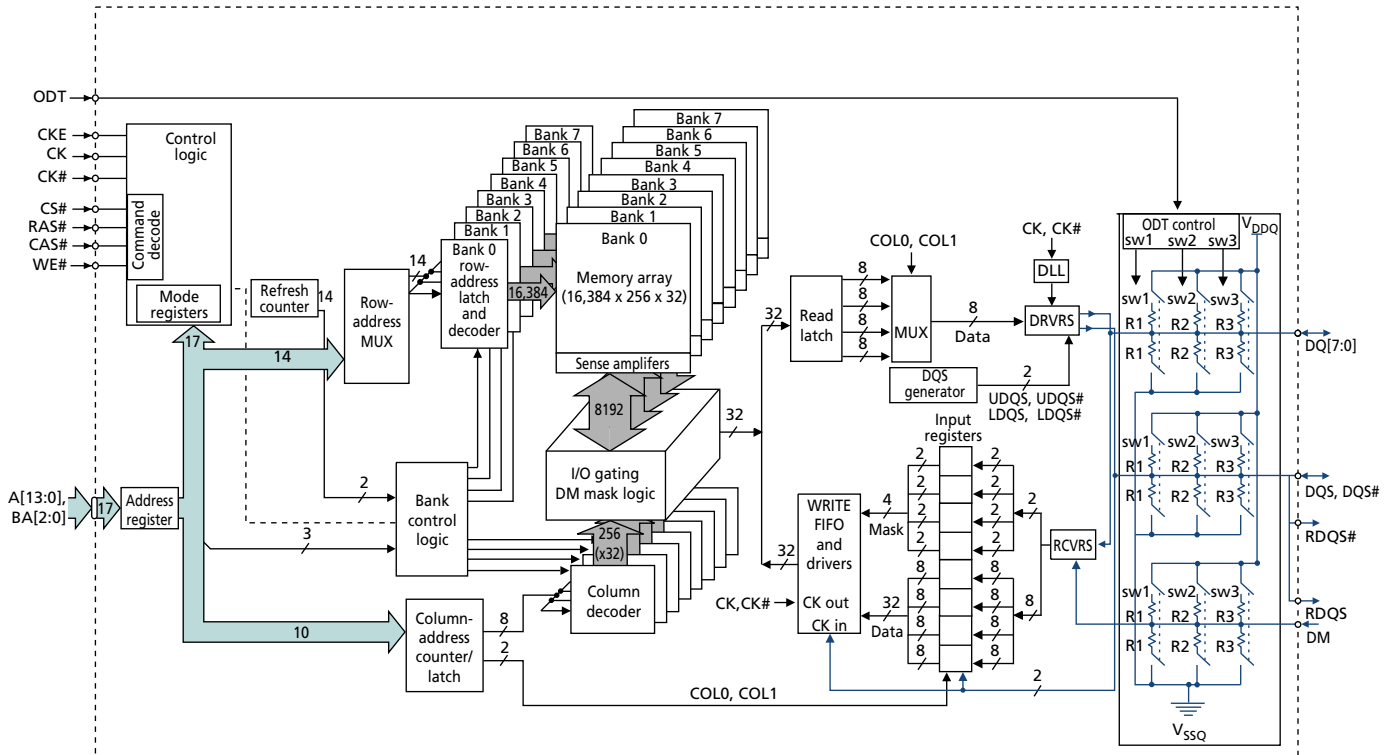 ODT
CKE
CK
CK#
CS#
RAS#
CAS#
WE#
Control
logic
Command
decode
Mode
registers
Refresh
counter
14
17
14
Row-
address
MUX
14
Bank 7
Bank 6
Bank 5
Bank 4
Bank 3
Bank 2
Bank 1
Bank 0
row-
address
latch
and
decoder
16,384
Bank 7
Bank 6
Bank 5
Bank 4
Bank 3
Bank 2
Bank 1
Bank 0
Memory array
(16,384 x 256 x 32)
Sense amplifers
8192
I/O gating
DM mask logic
32
256
(x32)
Column
decoder
A[13:0],
BA[2:0]
17
Address
register
2
3
Bank
control
logic
10
Column-
address
counter/
latch
8
2
COL0, COL1
32
Read
latch
8
8
8
8
COL0, COL1
MUX
8
Data
CK, CK#
DLL
DRVRS
DQS
generator
2
UDQS, UDQS#
LDQS, LDQS#
Input
registers
32
CK,CK#
WRITE
FIFO
and
drivers
CK out
CK in
4
Mask
32
Data
2
2
2
2
8
8
8
8
2
2
2
2
8
8
8
8
2
8
RCVRS
2
ODT control
sw1 sw2 sw3
VDDQ
sw1 sw2 sw3
R1 R2 R3
R1 R2 R3
sw1 sw2 sw3
R1 R2 R3
R1 R2 R3
sw1 sw2 sw3
R1 R2 R3
R1 R2 R3
VSSQ
DQ[7:0]
DQS, DQS#
RDQS#
RDQS
DM